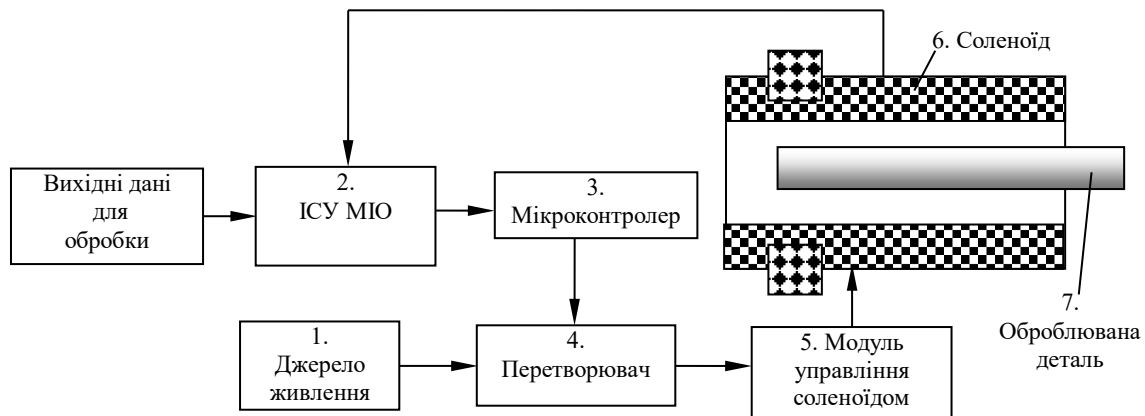 6. Соленоїд
Вихідні дані
для
обробки
2.
ІСУ МІО
3.
Мікроконтролер
1.
Джерело
живлення
4.
Перетворювач
5. Модуль
управління
соленоїдом
7.
Оброблювана
деталь